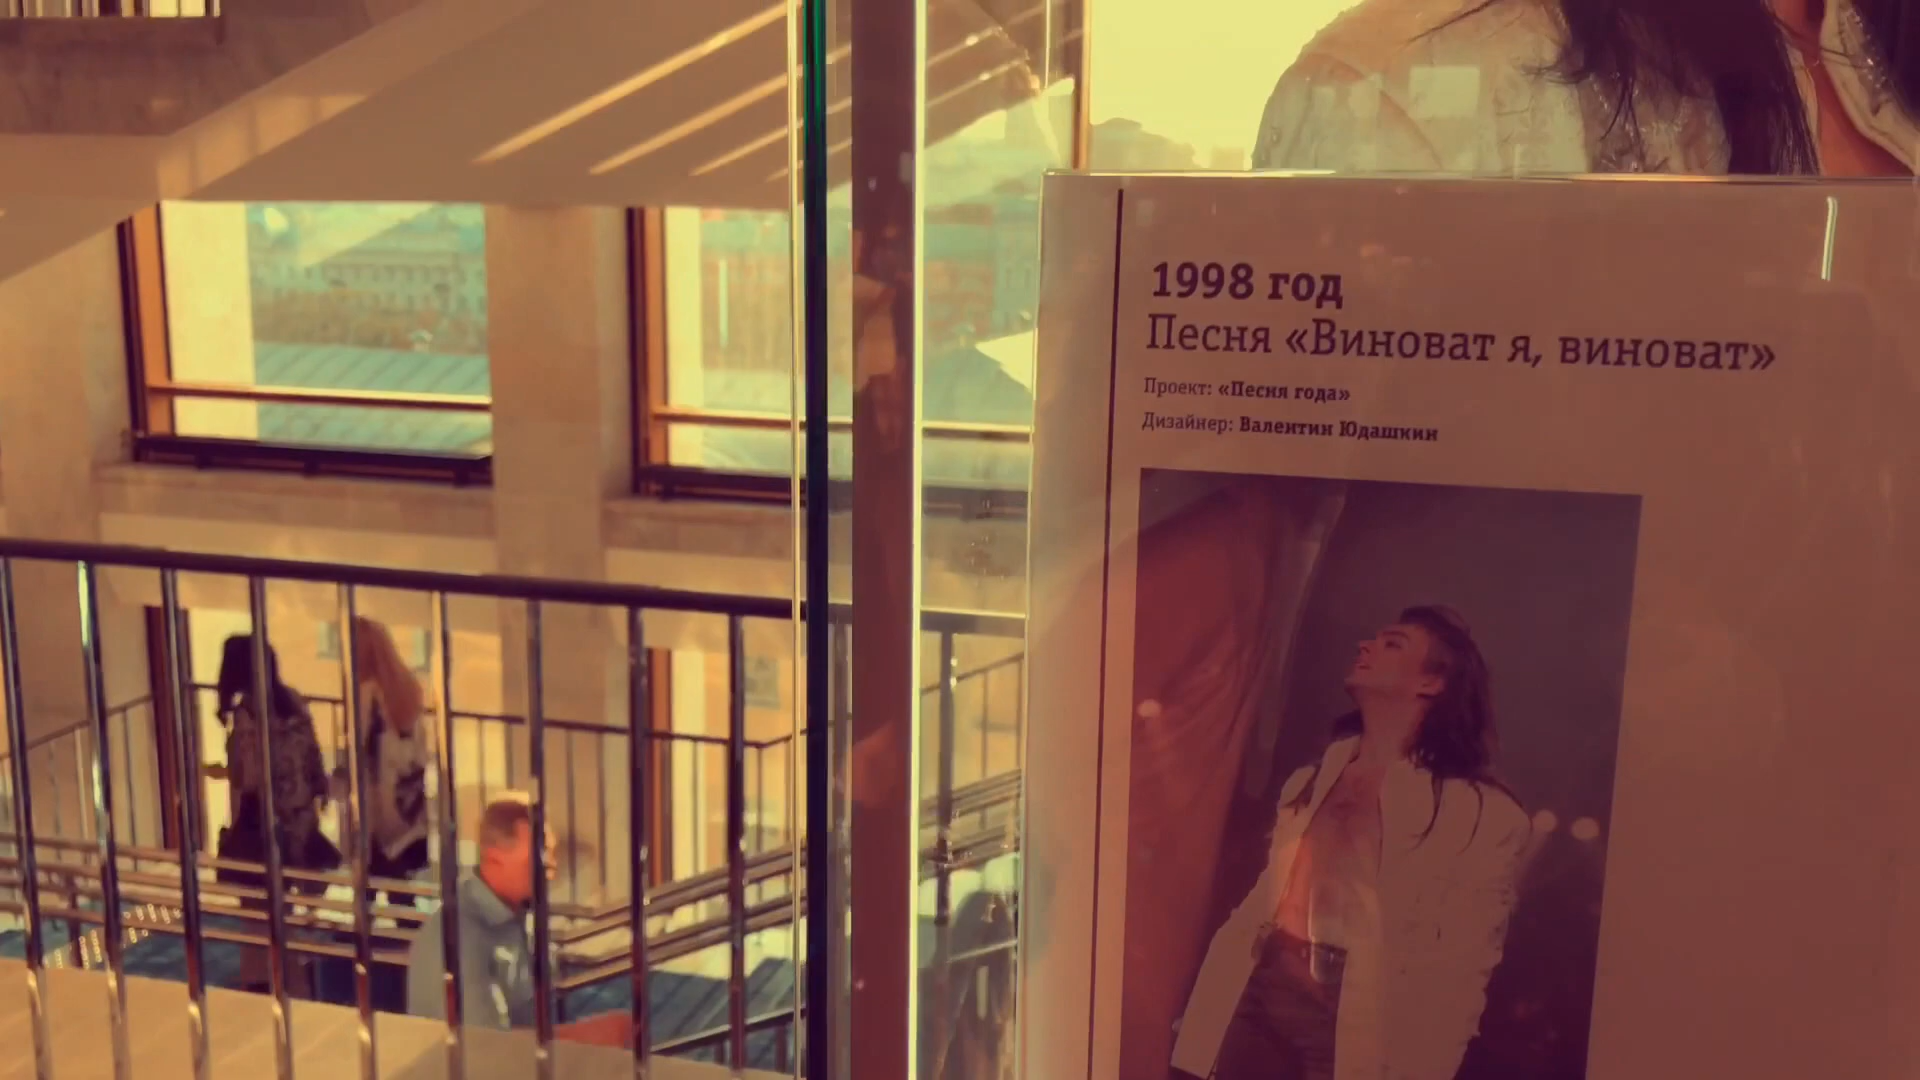 1998 год
Песня «Виноват я, виноват»
Проект: «Песня года»
Дизайнер: Валентин Юдашкин